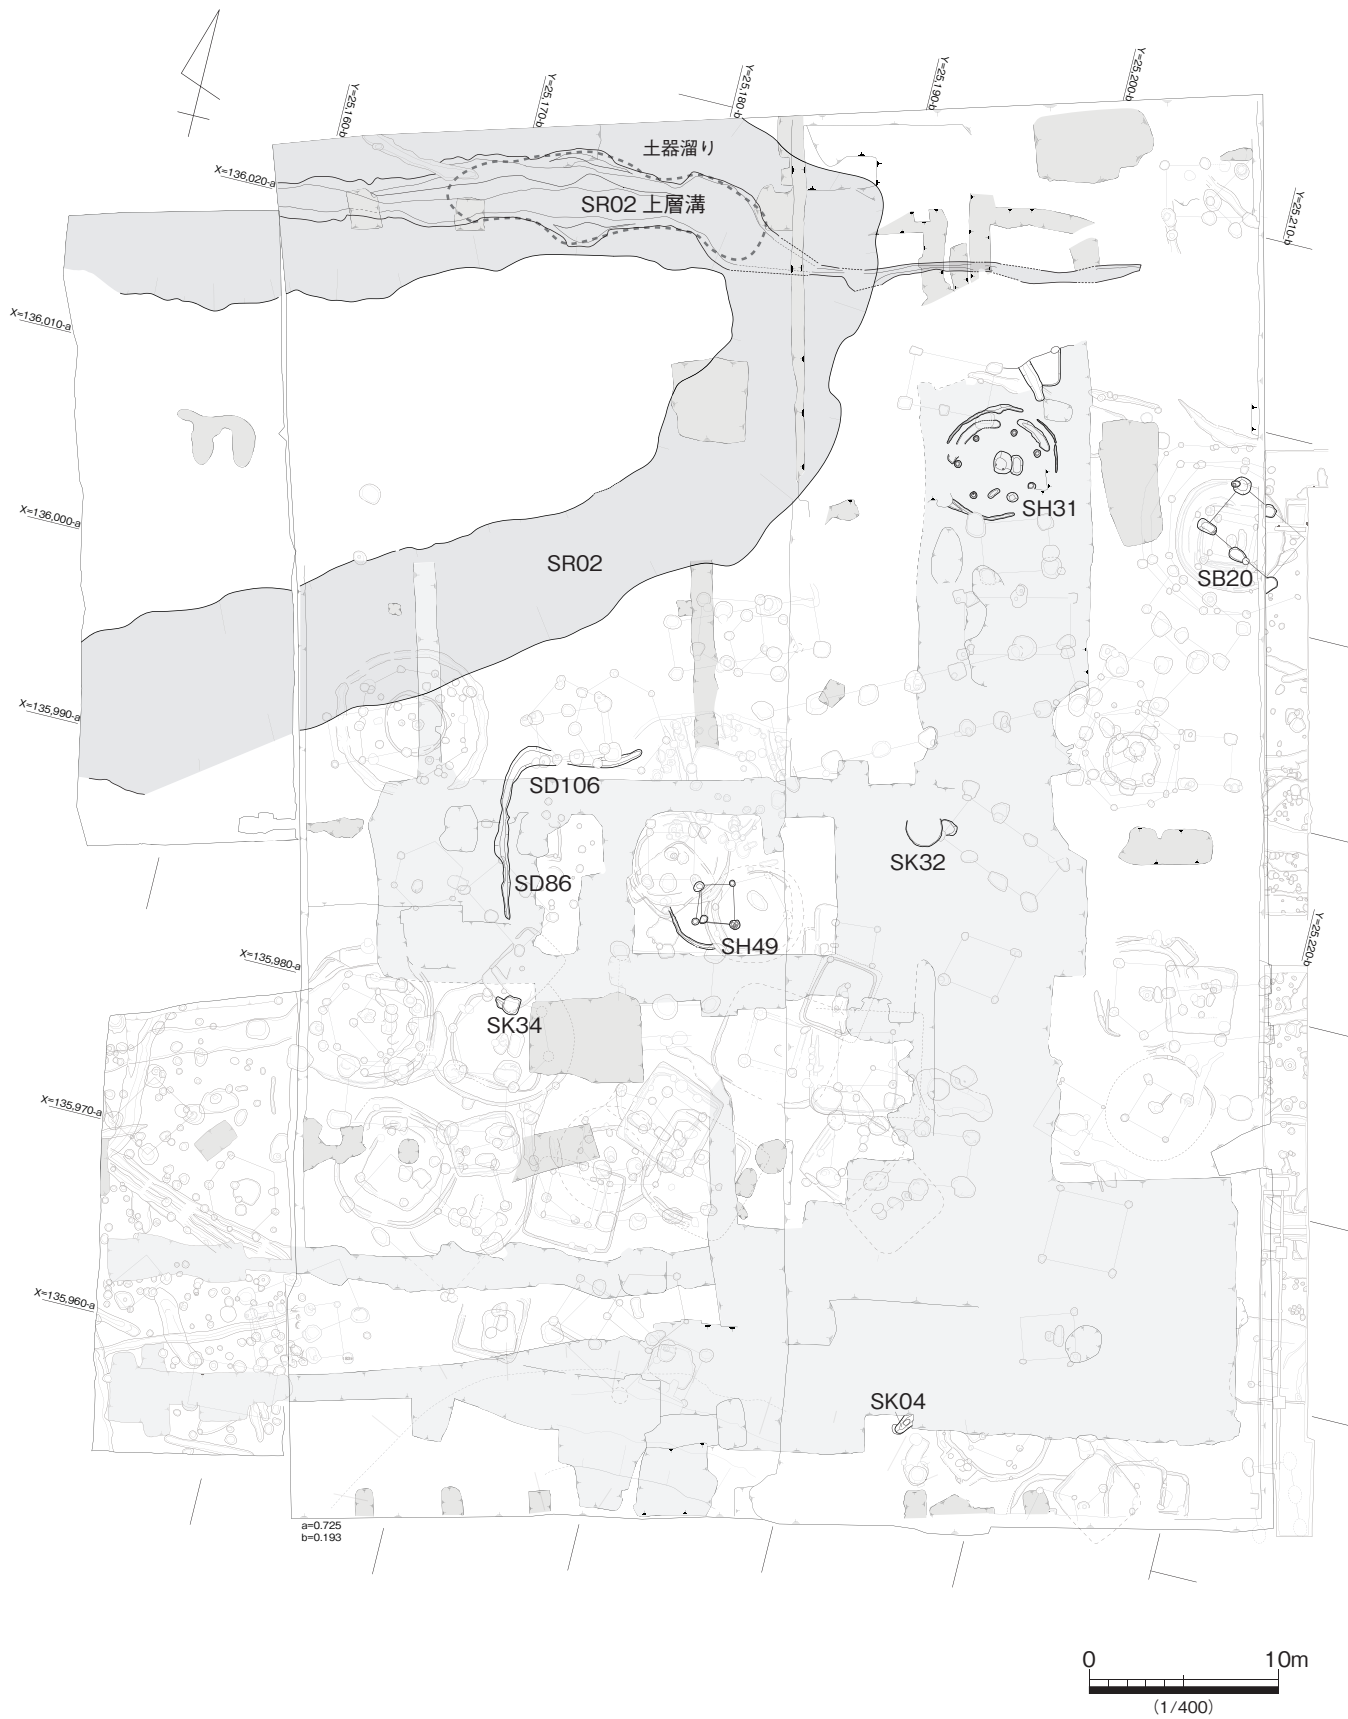 Y=25,160-b
Y=25,170-b
Y=25,180-b
Y=25,190-b
Y=25,200-b
土器溜り
X=136,020-a
SR02 上層溝
Y=25,210-b
X=136,010-a
SH31
X=136,000-a
SR02
SB20
X=135,990-a
SD106
SK32
SD86
SH49
Y=25,220-b
X=135,980-a
SK34
X=135,970-a
X=135,960-a
SK04
a=0.725
b=0.193
0 10m
(1/400)